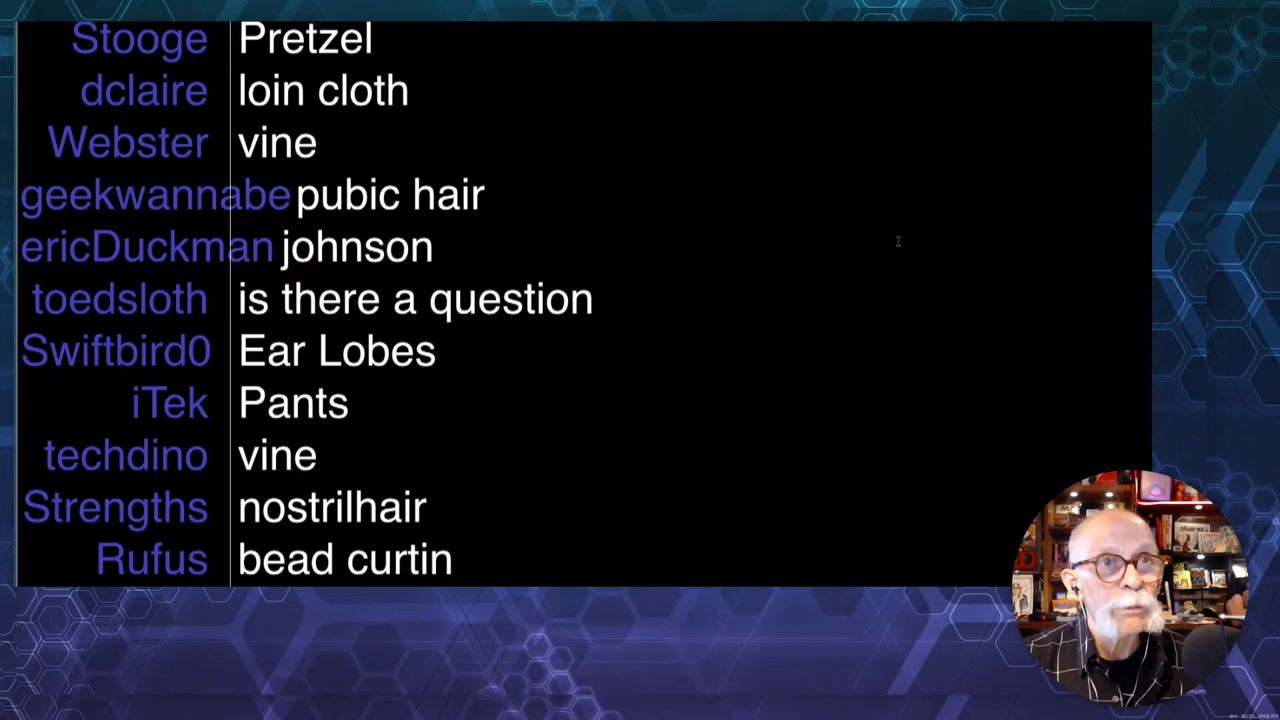 Stooge Pretzel
dclaire loin cloth
Webster vine
geekwannabe pubic hair
ericDuckman johnson
toedsloth is there a question
Swiftbird0 Ear Lobes
iTek Pants
techdino vine
Strengths nostrilhair
Rufus bead curtin